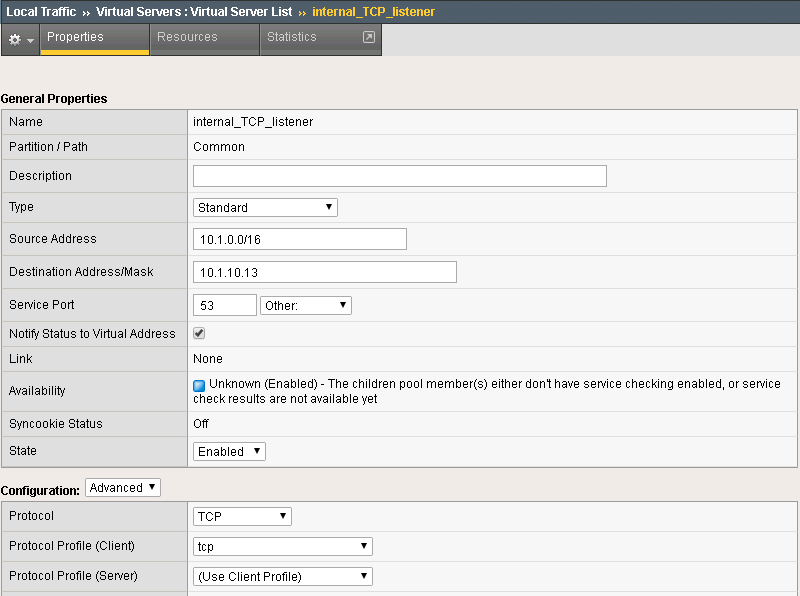 Local Traffic ›› Virtual Servers : Virtual Server List ›› internal_TCP_listener
Properties Resources Statistics
General Properties
Name internal_TCP_listener
Partition / Path Common
Description
Type Standard
Source Address 10.1.0.0/16
Destination Address/Mask 10.1.10.13
Service Port 53 Other:
Notify Status to Virtual Address
Link None
Availability Unknown (Enabled) - The children pool member(s) either don't have service checking enabled, or service
check results are not available yet
Syncookie Status Off
State Enabled
Configuration: Advanced
Protocol TCP
Protocol Profile (Client) tcp
Protocol Profile (Server) (Use Client Profile)